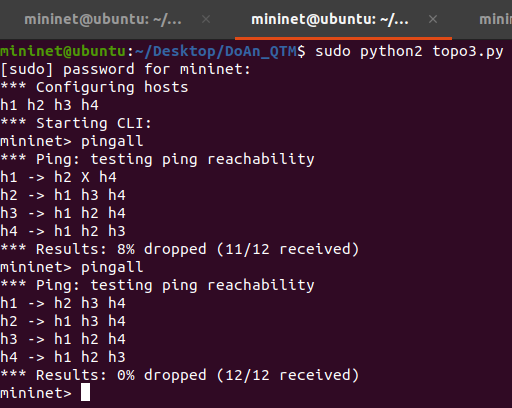 mininet@ubuntu: ~/... × mininet@ubuntu: ~/... × mini
mininet@ubuntu:~/Desktop/DoAn_QTM$ sudo python2 topo3.py
[sudo] password for mininet:
*** Configuring hosts
h1 h2 h3 h4
*** Starting CLI:
mininet> pingall
*** Ping: testing ping reachability
h1 -> h2 X h4
h2 -> h1 h3 h4
h3 -> h1 h2 h4
h4 -> h1 h2 h3
*** Results: 8% dropped (11/12 received)
mininet> pingall
*** Ping: testing ping reachability
h1 -> h2 h3 h4
h2 -> h1 h3 h4
h3 -> h1 h2 h4
h4 -> h1 h2 h3
*** Results: 0% dropped (12/12 received)
mininet>